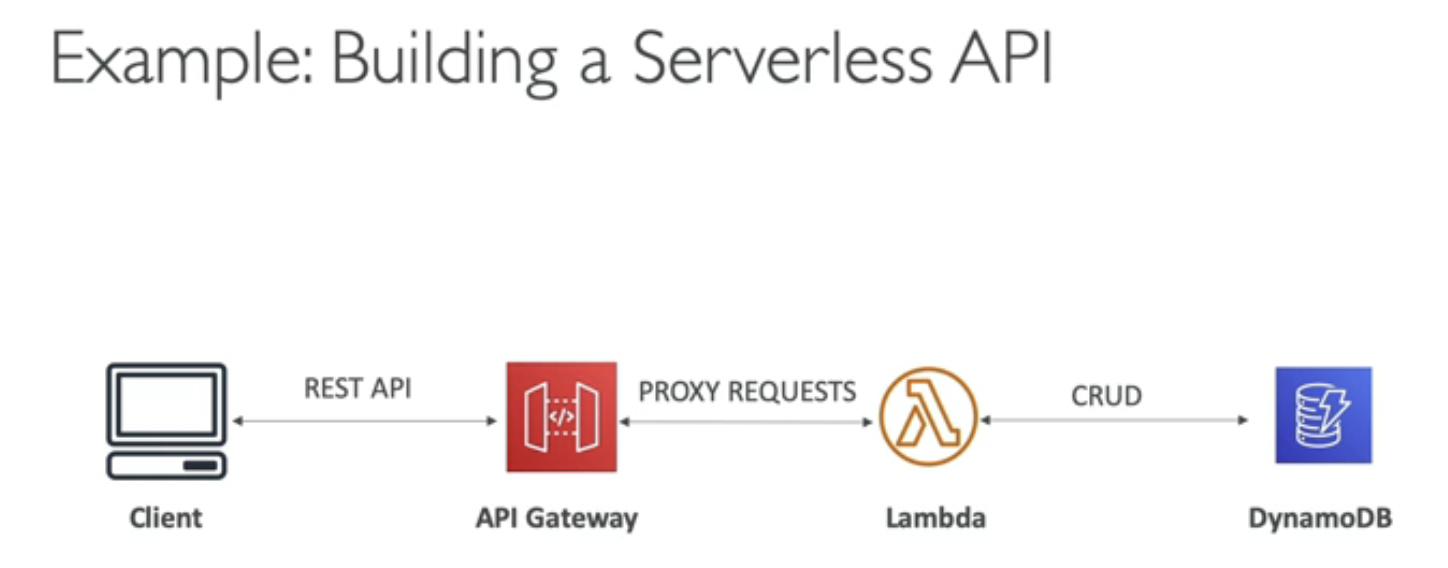 Example: Building a Serverless API
REST API
PROXY REQUESTS
CRUD
</>
Client
API Gateway
Lambda
DynamoDB